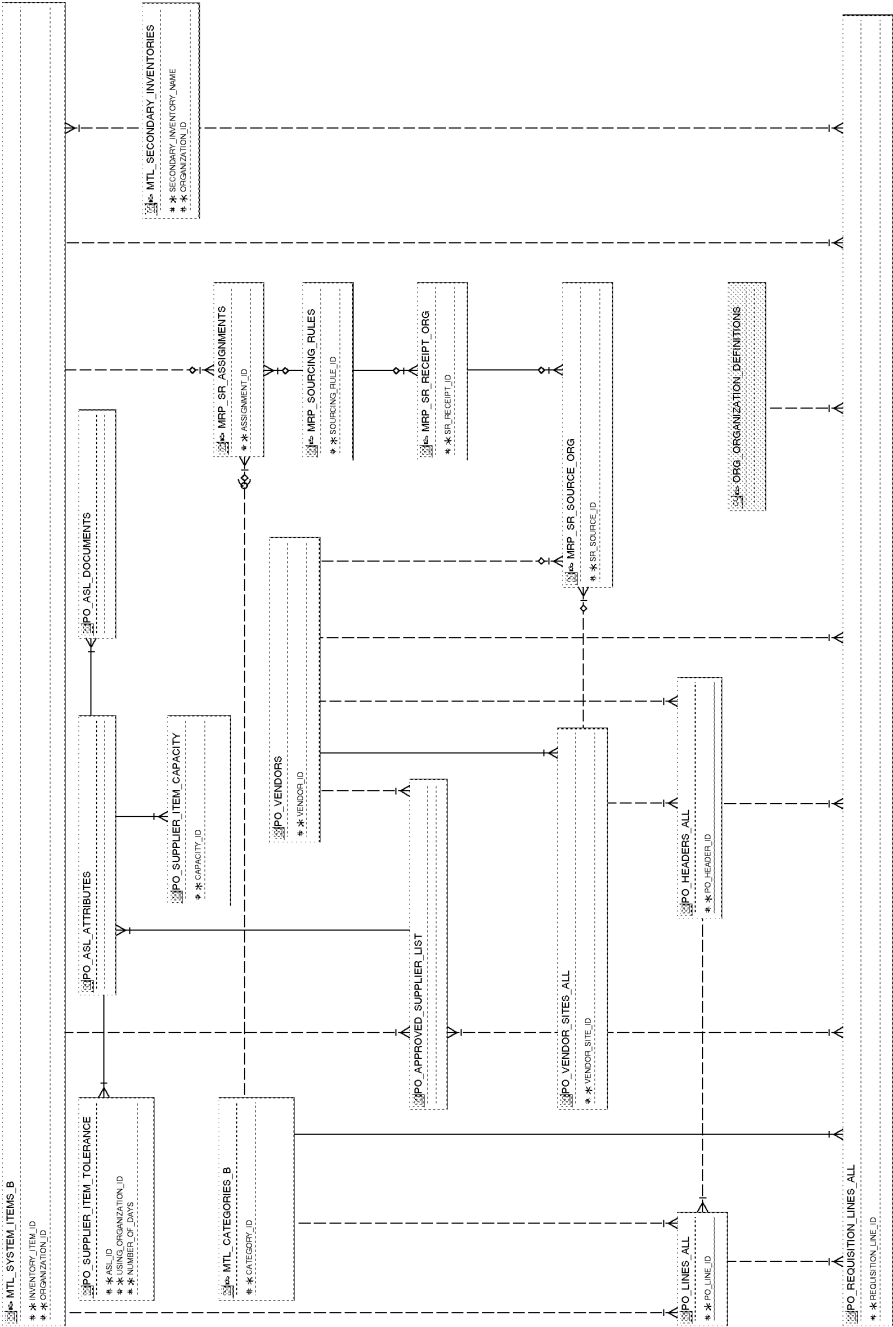 MTL_SYSTEM_ITEMS_B
# * INVENTORY_ITEM_ID
# * ORGANIZATION_ID
PO_SUPPLIER_ITEM_TOLERANCE
# * ASL_ID
# * USING_ORGANIZATION_ID
# * NUMBER_OF_DAYS
PO_ASL_ATTRIBUTES
PO_ASL_DOCUMENTS
MTL_SECONDARY_INVENTORIES
# * SECONDARY_INVENTORY_NAME
# * ORGANIZATION_ID
PO_SUPPLIER_ITEM_CAPACITY
# * CAPACITY_ID
MTL_CATEGORIES_B
# * CATEGORY_ID
MRP_SR_ASSIGNMENTS
# * ASSIGNMENT_ID
PO_VENDORS
# * VENDOR_ID
MRP_SOURCING_RULES
# * SOURCING_RULE_ID
PO_APPROVED_SUPPLIER_LIST
MRP_SR_RECEIPT_ORG
# * SR_RECEIPT_ID
PO_VENDOR_SITES_ALL
# * VENDOR_SITE_ID
MRP_SR_SOURCE_ORG
# * SR_SOURCE_ID
PO_LINES_ALL
# * PO_LINE_ID
PO_HEADERS_ALL
# * PO_HEADER_ID
ORG_ORGANIZATION_DEFINITIONS
PO_REQUISITION_LINES_ALL
# * REQUISITION_LINE_ID